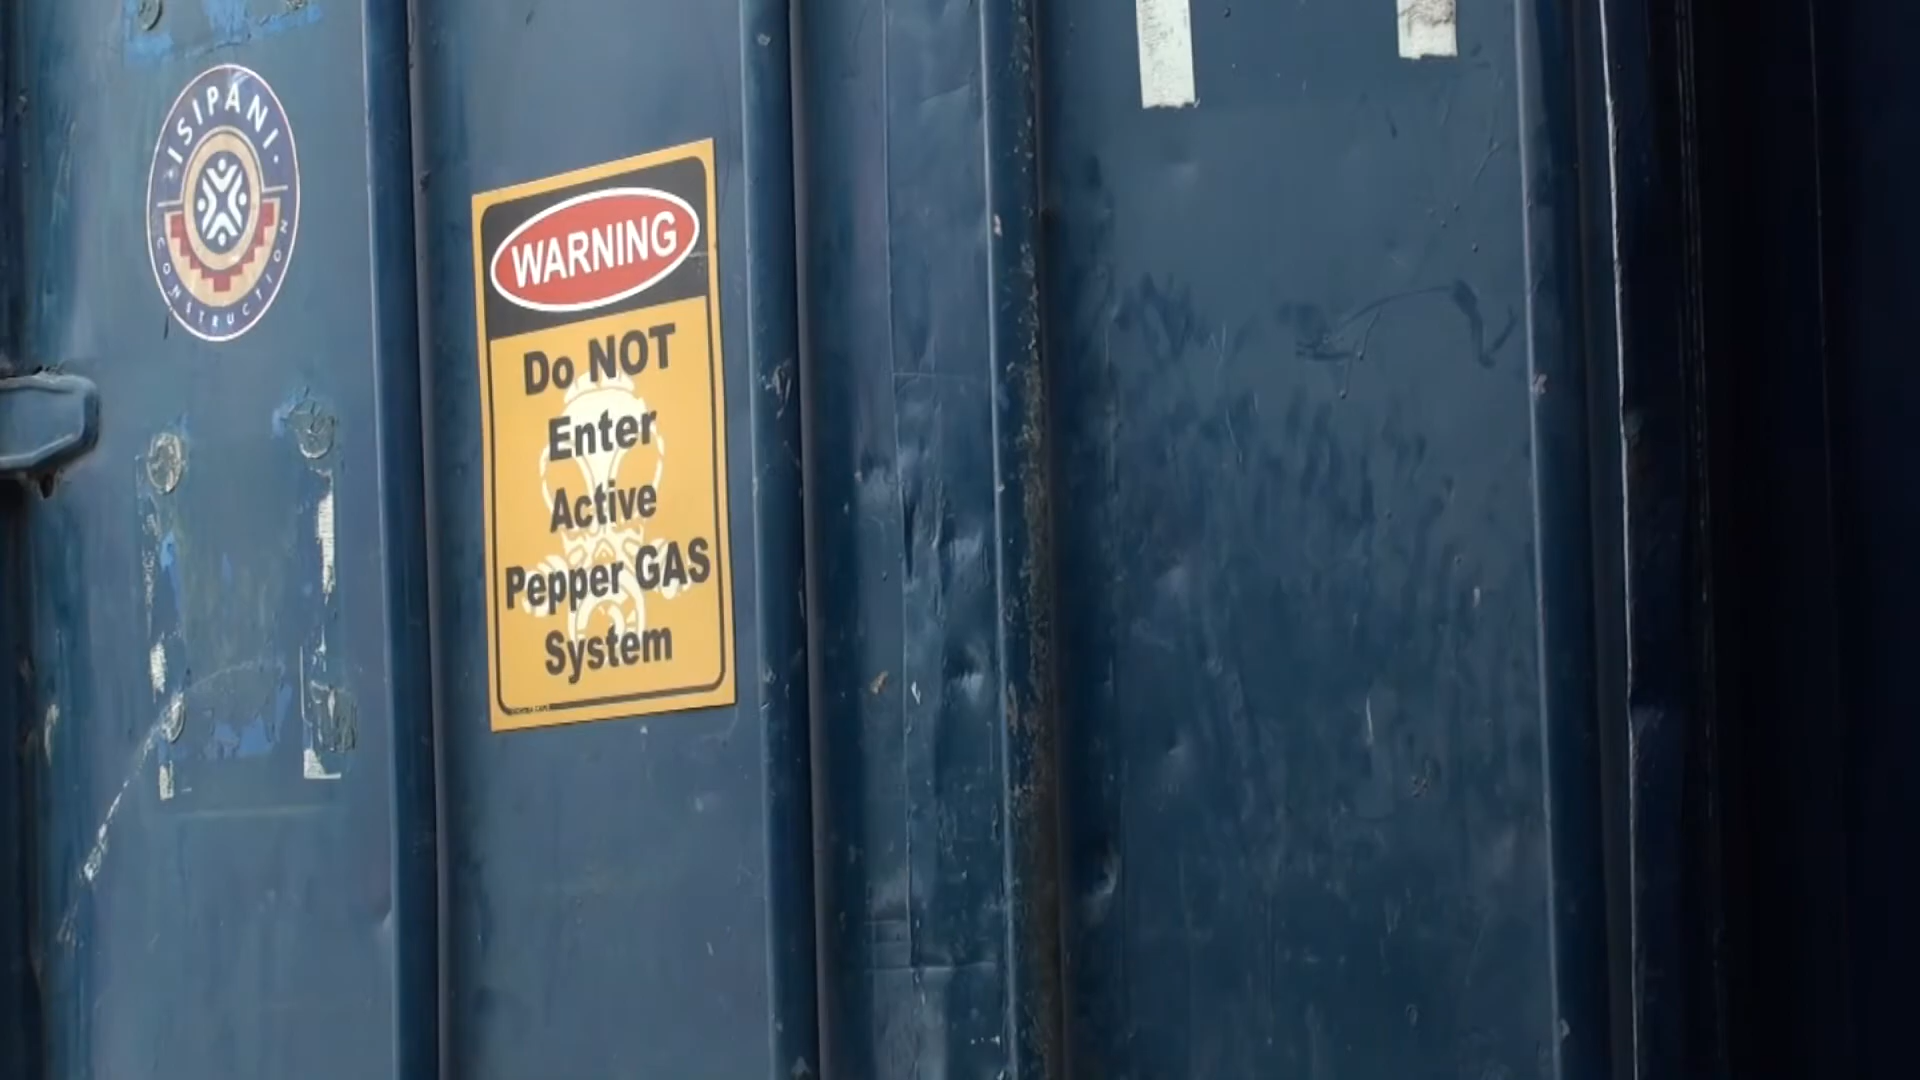 ISIPANI
CONSTRUCTION
WARNING
Do NOT
Enter
Active
Pepper GAS
System